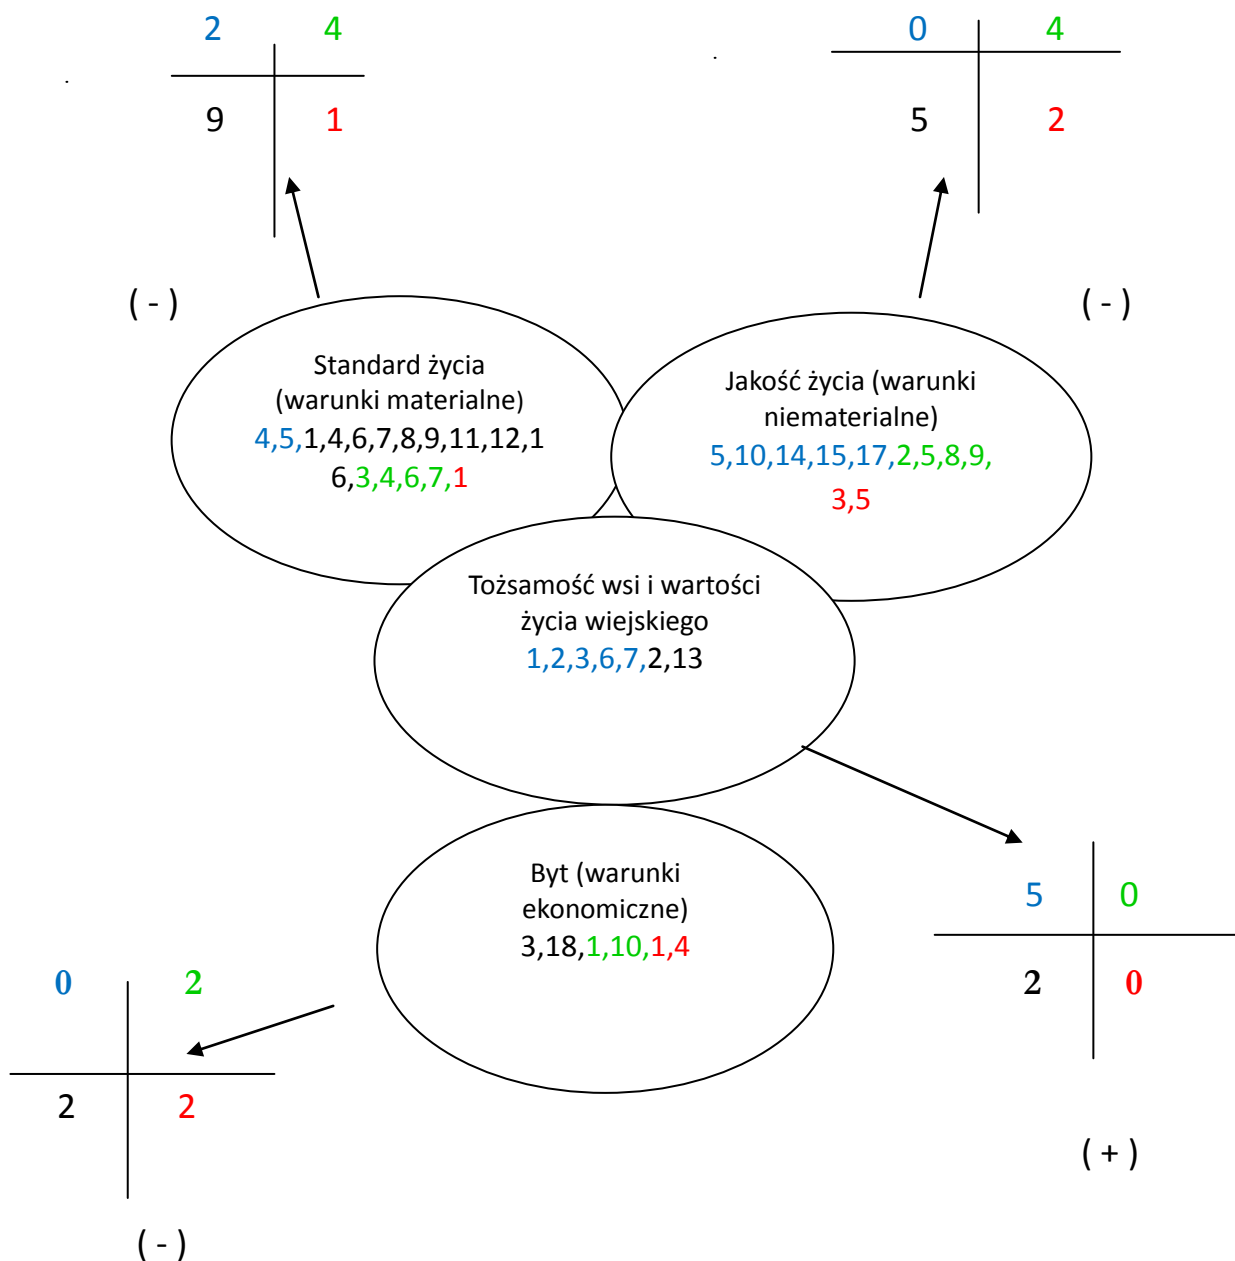 2 4
9 1
( - )
0 4
5 2
( - )
Standard życia
(warunki materialne)
4,5,1,4,6,7,8,9,11,12,1
6,3,4,6,7,1
Jakość życia (warunki
niematerialne)
5,10,14,15,17,2,5,8,9,
3,5
Tożsamość wsi i wartości
życia wiejskiego
1,2,3,6,7,2,13
Byt (warunki
ekonomiczne)
3,18,1,10,1,4
5 0
2 0
( + )
0 2
2 2
( - )